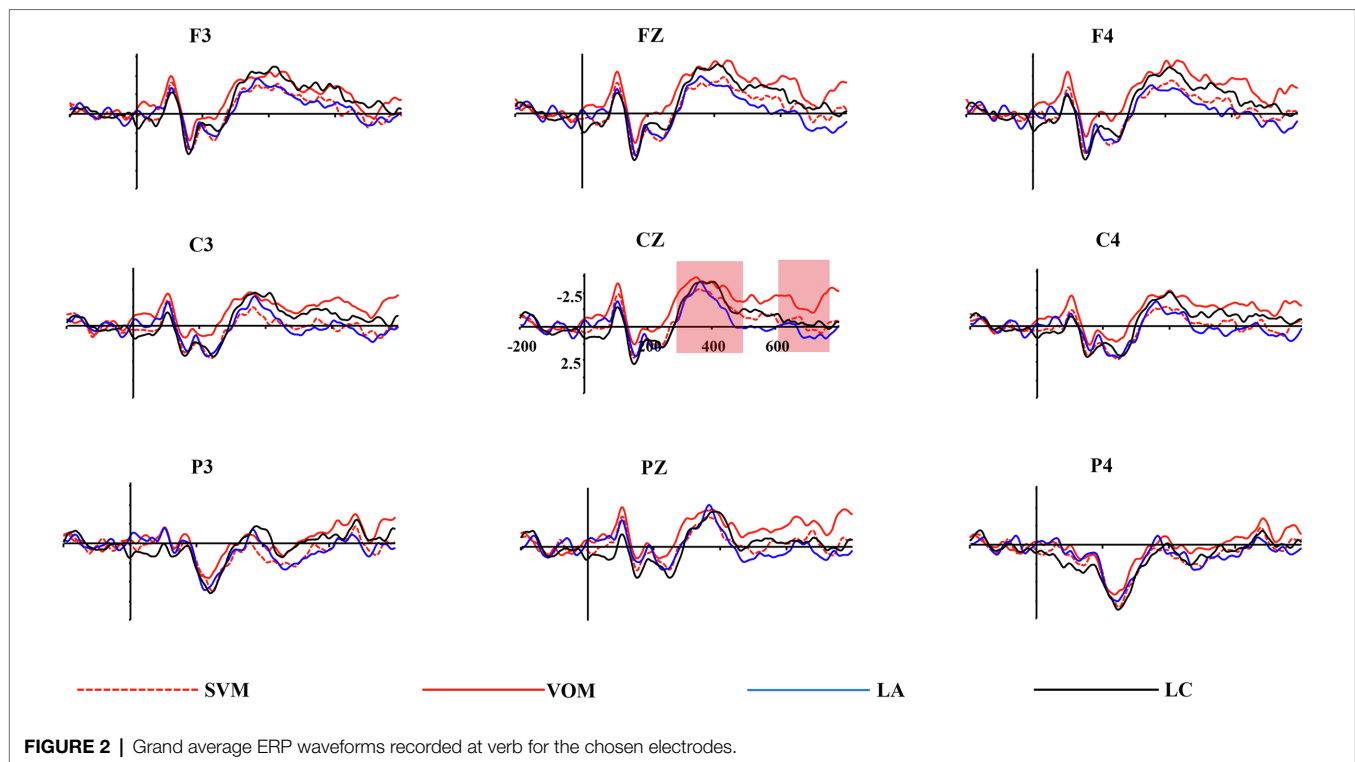 F3 FZ F4
C3 CZ C4
-2.5
-200 200 400 600
2.5
P3 PZ P4
SVM VOM LA LC
FIGURE 2 | Grand average ERP waveforms recorded at verb for the chosen electrodes.